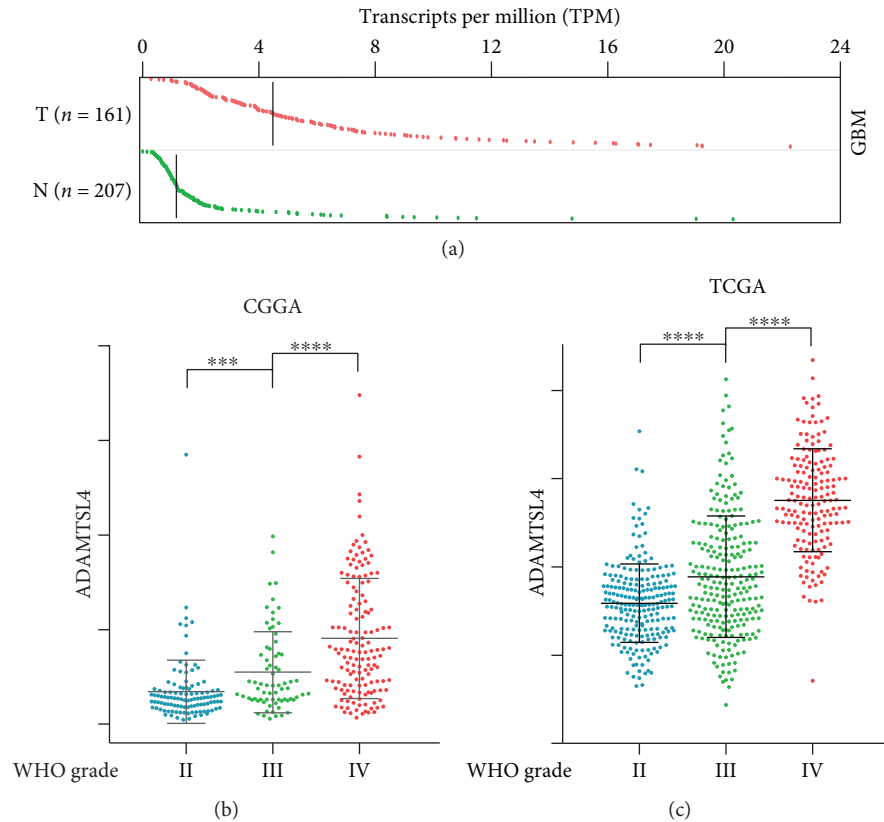 Transcripts per million (TPM)
0 4 8 12 16 20 24
T (n = 161)
N (n = 207)
GBM
(a)
CGGA
*** ****
ADAMTSL4
WHO grade II III IV
(b)
TCGA
**** ****
ADAMTSL4
WHO grade II III IV
(c)